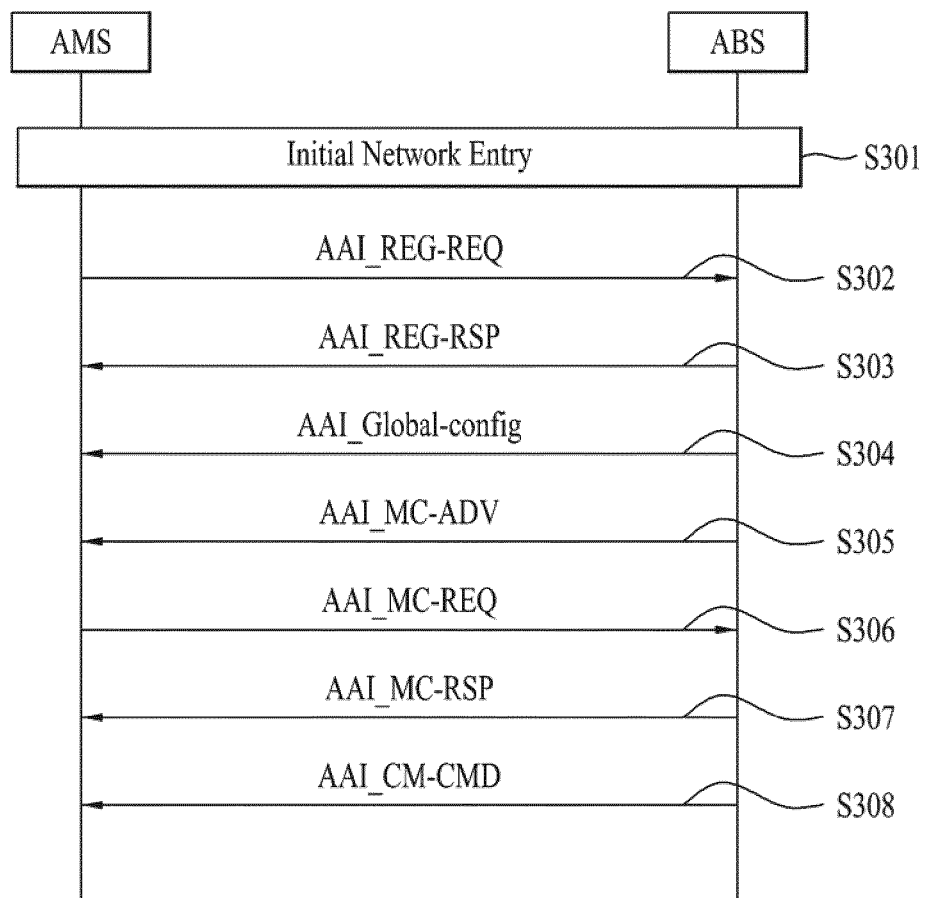 AMS
ABS
Initial Network Entry
S301
AAI_REG-REQ
S302
AAI_REG-RSP
S303
AAI_Global-config
S304
AAI_MC-ADV
S305
AAI_MC-REQ
S306
AAI_MC-RSP
S307
AAI_CM-CMD
S308